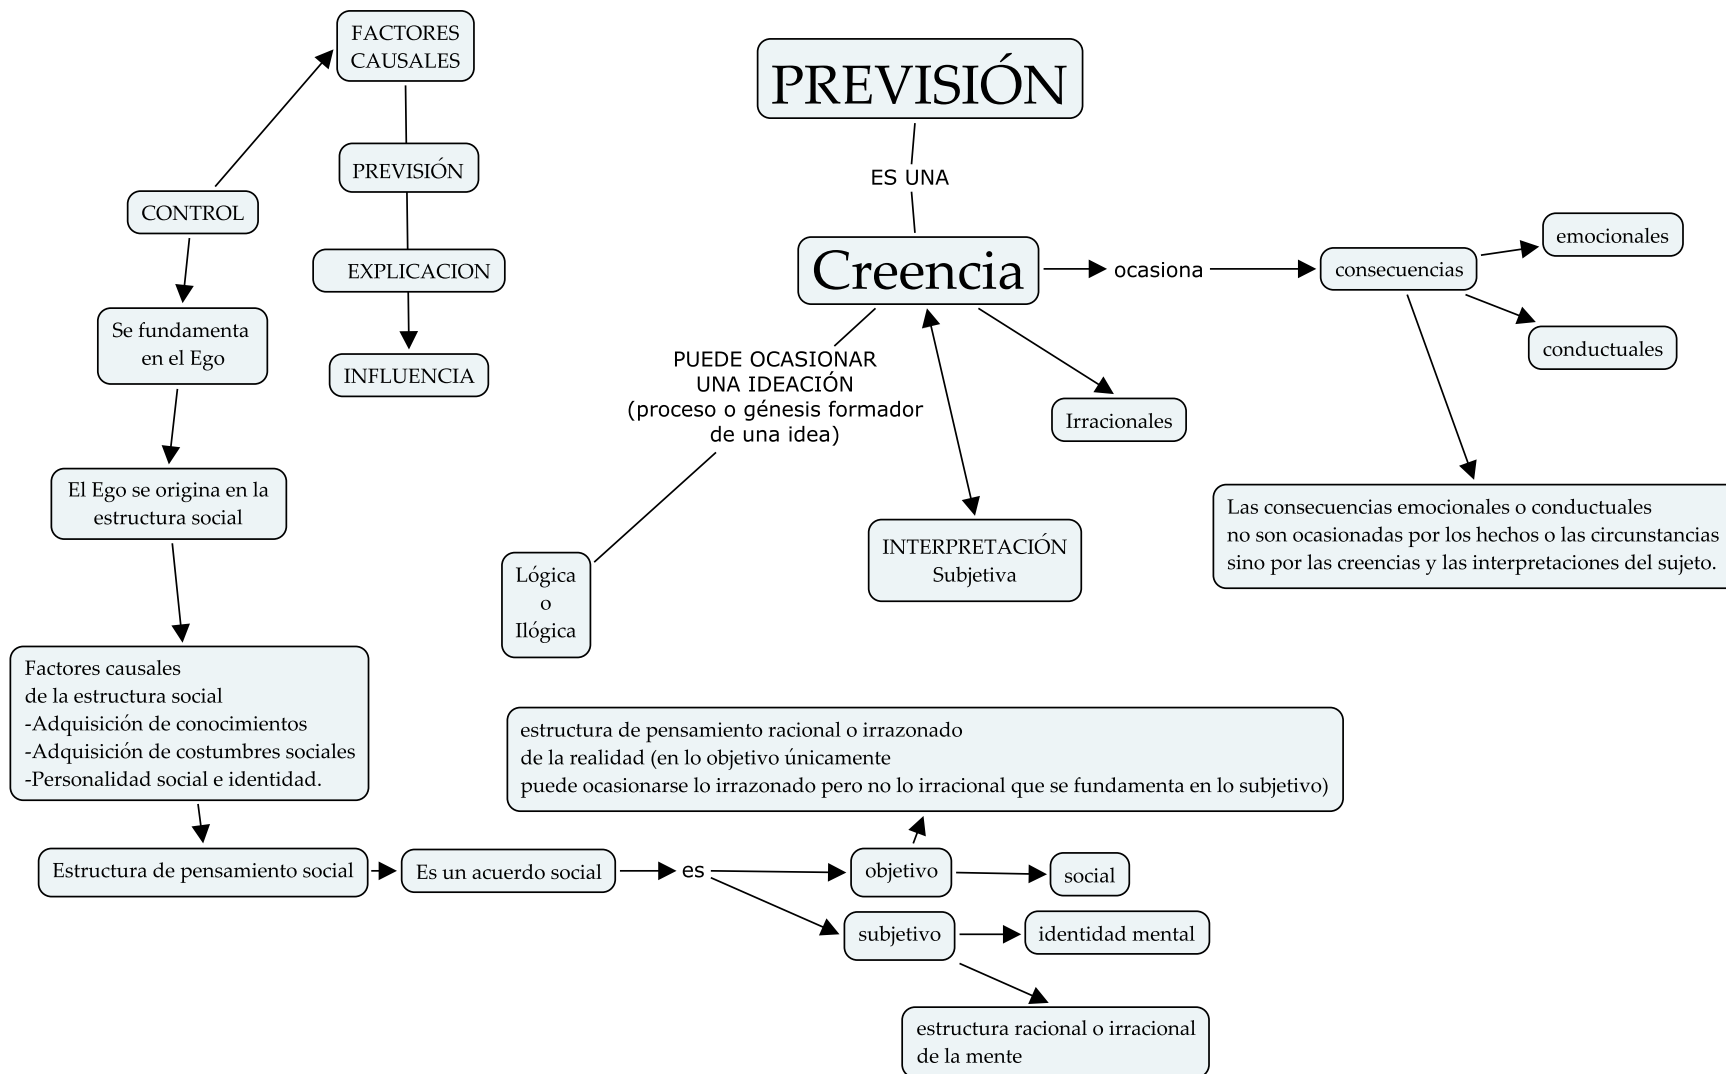 FACTORES
CAUSALES
PREVISIÓN
CONTROL
EXPLICACION
Se fundamenta
en el Ego
INFLUENCIA
El Ego se origina en la
estructura social
Factores causales
de la estructura social
-Adquisición de conocimientos
-Adquisición de costumbres sociales
-Personalidad social e identidad.
PREVISIÓN
ES UNA
Creencia
ocasiona
consecuencias
emocionales
conductuales
PUEDE OCASIONAR
UNA IDEACIÓN
(proceso o génesis formador
de una idea)
Irracionales
Lógica
o
Ilógica
INTERPRETACIÓN
Subjetiva
Las consecuencias emocionales o conductuales
no son ocasionadas por los hechos o las circunstancias
sino por las creencias y las interpretaciones del sujeto.
estructura de pensamiento racional o irrazonado
de la realidad (en lo objetivo únicamente
puede ocasionarse lo irrazonado pero no lo irracional que se fundamenta en lo subjetivo)
Estructura de pensamiento social
Es un acuerdo social
es
objetivo
social
subjetivo
identidad mental
estructura racional o irracional
de la mente